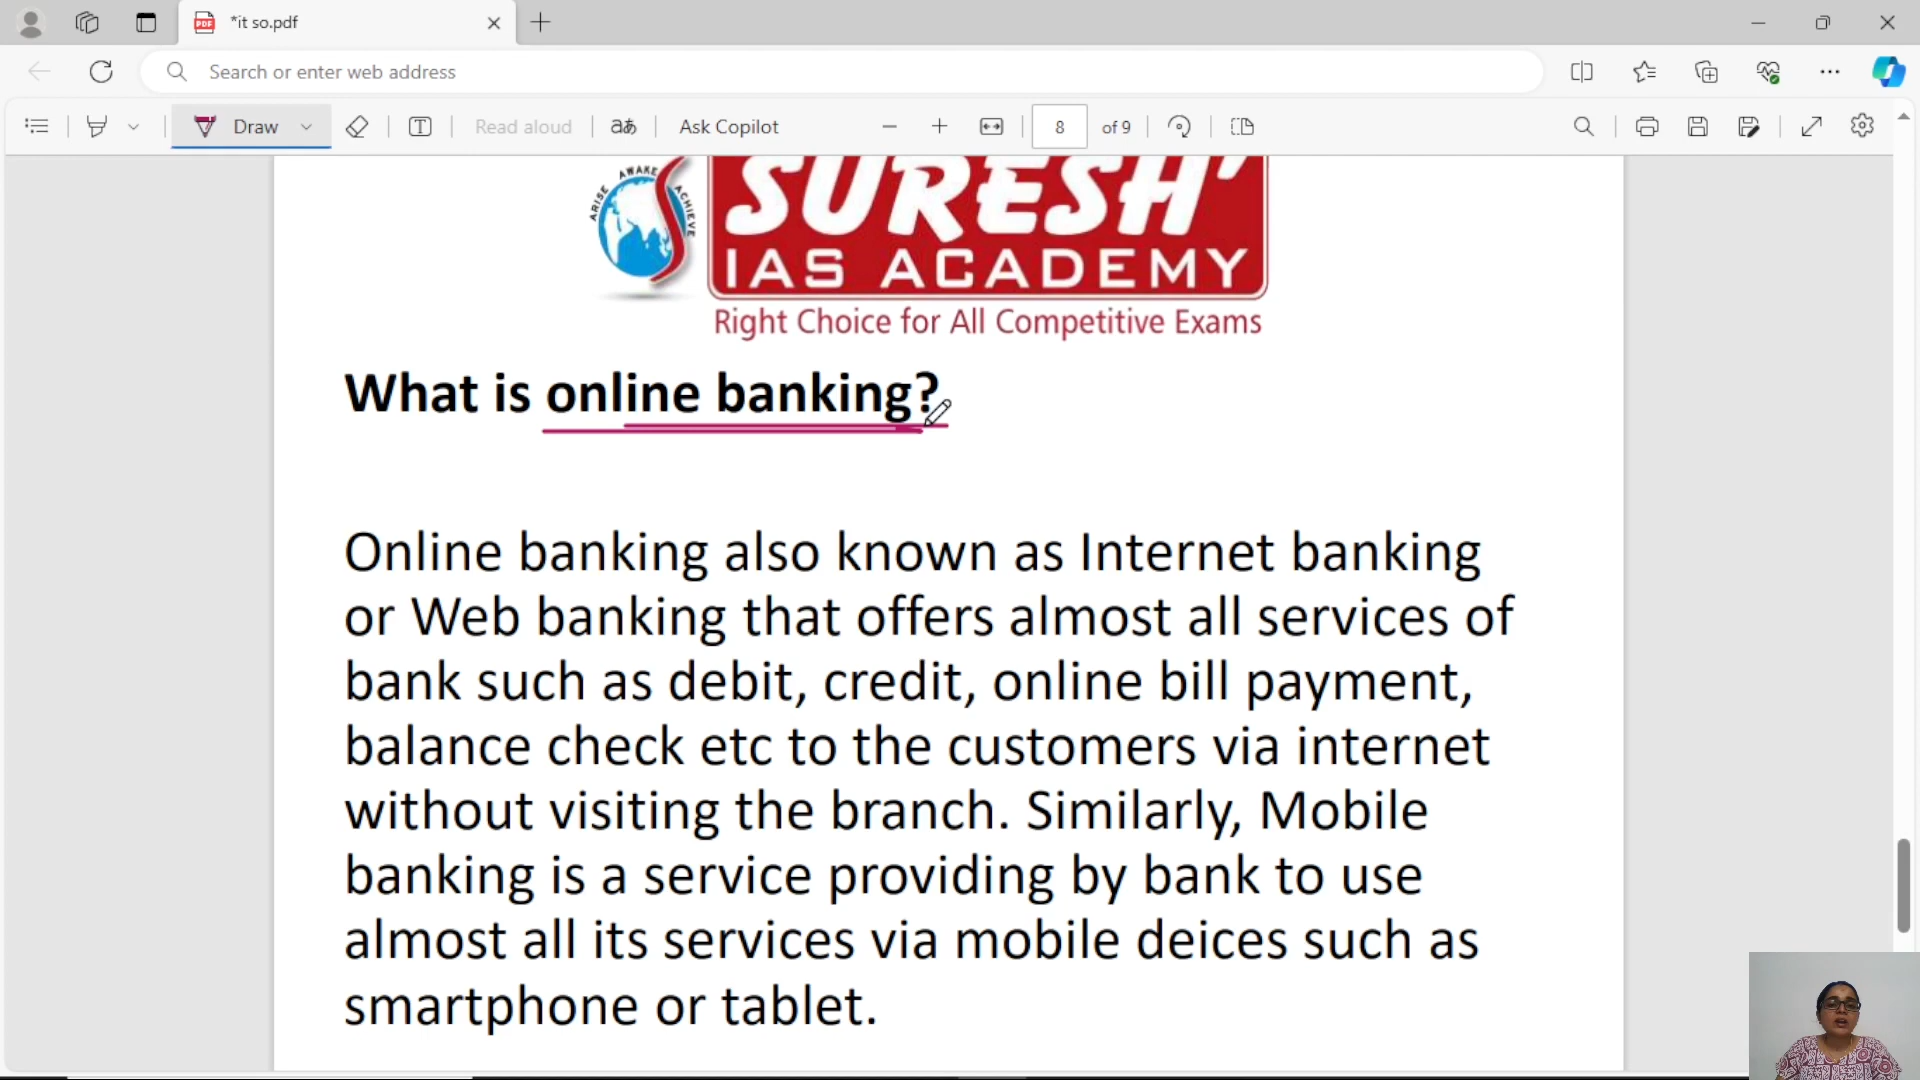 *it so.pdf
Search or enter web address
Draw
Read aloud
aあ
Ask Copilot
8
of 9
ARISE AWAKE ACHIEVE
SURESH'
IAS ACADEMY
Right Choice for All Competitive Exams
What is online banking?
Online banking also known as Internet banking
or Web banking that offers almost all services of
bank such as debit, credit, online bill payment,
balance check etc to the customers via internet
without visiting the branch. Similarly, Mobile
banking is a service providing by bank to use
almost all its services via mobile deices such as
smartphone or tablet.